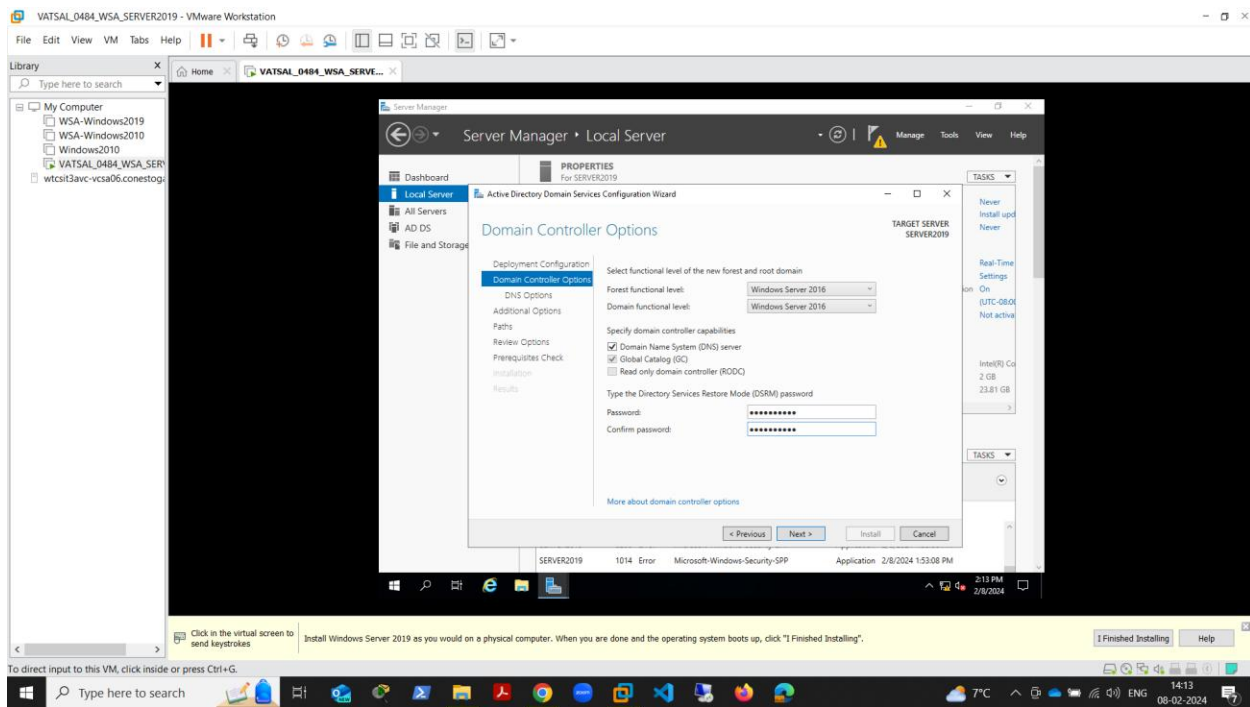 VATSAL_0484_WSA_SERVER2019 - VMware Workstation
File Edit View VM Tabs Help
Library
Type here to search
My Computer
WSA-Windows2019
WSA-Windows2010
Windows2010
VATSAL_0484_WSA_SER
wtcsit3avc-vcsa06.conestoga
Home
VATSAL_0484_WSA_SERVE...
Server Manager
Server Manager • Local Server
Manage Tools View Help
Dashboard
Local Server
All Servers
AD DS
File and Storage
PROPERTIES
For SERVER2019
TASKS
Never
Install upd
Never
Real-Time
Settings
On
(UTC-08:00
Not activa
Intel(R) Co
2 GB
23.81 GB
TASKS
Active Directory Domain Services Configuration Wizard
Domain Controller Options
TARGET SERVER
SERVER2019
Deployment Configuration
Domain Controller Options
DNS Options
Additional Options
Paths
Review Options
Prerequisites Check
Installation
Results
Select functional level of the new forest and root domain
Forest functional level: Windows Server 2016
Domain functional level: Windows Server 2016
Specify domain controller capabilities
Domain Name System (DNS) server
Global Catalog (GC)
Read only domain controller (RODC)
Type the Directory Services Restore Mode (DSRM) password
Password: ••••••••••
Confirm password: ••••••••••
More about domain controller options
< Previous Next > Install Cancel
SERVER2019 1014 Error Microsoft-Windows-Security-SPP Application 2/8/2024 1:53:08 PM
2:13 PM
2/8/2024
Click in the virtual screen to
send keystrokes
Install Windows Server 2019 as you would on a physical computer. When you are done and the operating system boots up, click "I Finished Installing".
I Finished Installing Help
To direct input to this VM, click inside or press Ctrl+G.
Type here to search
7°C
ENG
14:13
08-02-2024
7